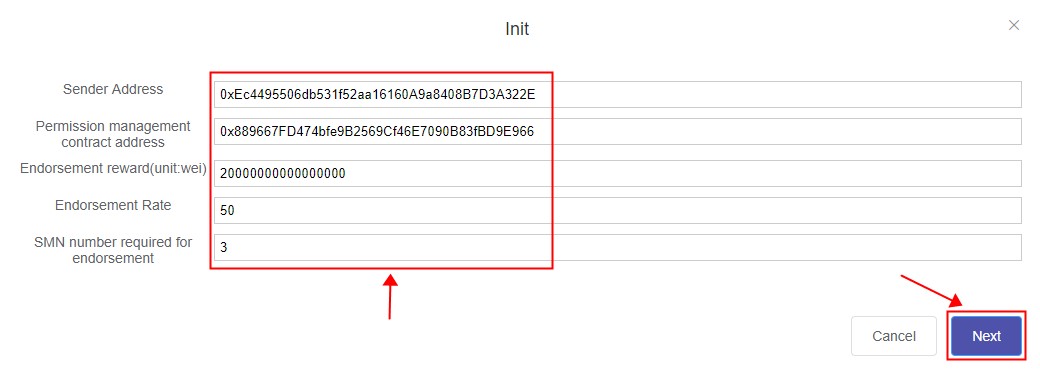 Init
Sender Address
0xEc4495506db531f52aa16160A9a8408B7D3A322E
Permission management
contract address
0x889667FD474bfe9B2569Cf46E7090B83fBD9E966
Endorsement reward(unit:wei)
20000000000000000
Endorsement Rate
50
SMN number required for
endorsement
3
Cancel
Next